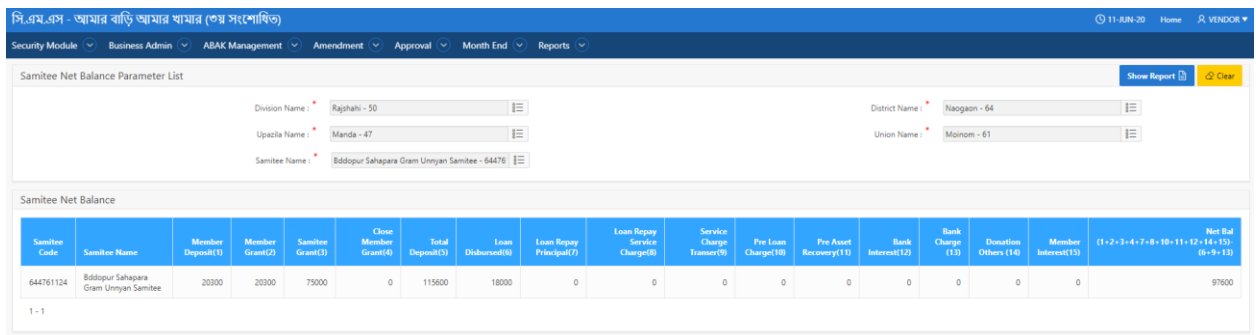 সি.এম.এস - আমার বাড়ি আমার খামার (৩য় সংশোধিত)
11-JUN-20 Home VENDOR
Security Module Business Admin ABAK Management Amendment Approval Month End Reports
Samitee Net Balance Parameter List
Show Report Clear
Division Name : * Rajshahi - 50
District Name : * Naogaon - 64
Upazila Name : * Manda - 47
Union Name : * Moinom - 61
Samitee Name : * Bddopur Sahapara Gram Unnyan Samitee - 64476
Samitee Net Balance
Samitee Code
Samitee Name
Member Deposit(1)
Member Grant(2)
Samitee Grant(3)
Close Member Grant(4)
Total Deposit(5)
Loan Disbursed(6)
Loan Repay Principal(7)
Loan Repay Service Charge(8)
Service Charge Transer(9)
Pre Loan Charge(10)
Pre Asset Recovery(11)
Bank Interest(12)
Bank Charge (13)
Donation Others (14)
Member Interest(15)
Net Bal (1+2+3+4+7+8+10+11+12+14+15)-(6+9+13)
644761124 Bddopur Sahapara Gram Unnyan Samitee 20300 20300 75000 0 115600 18000 0 0 0 0 0 0 0 0 0 97600
1 - 1